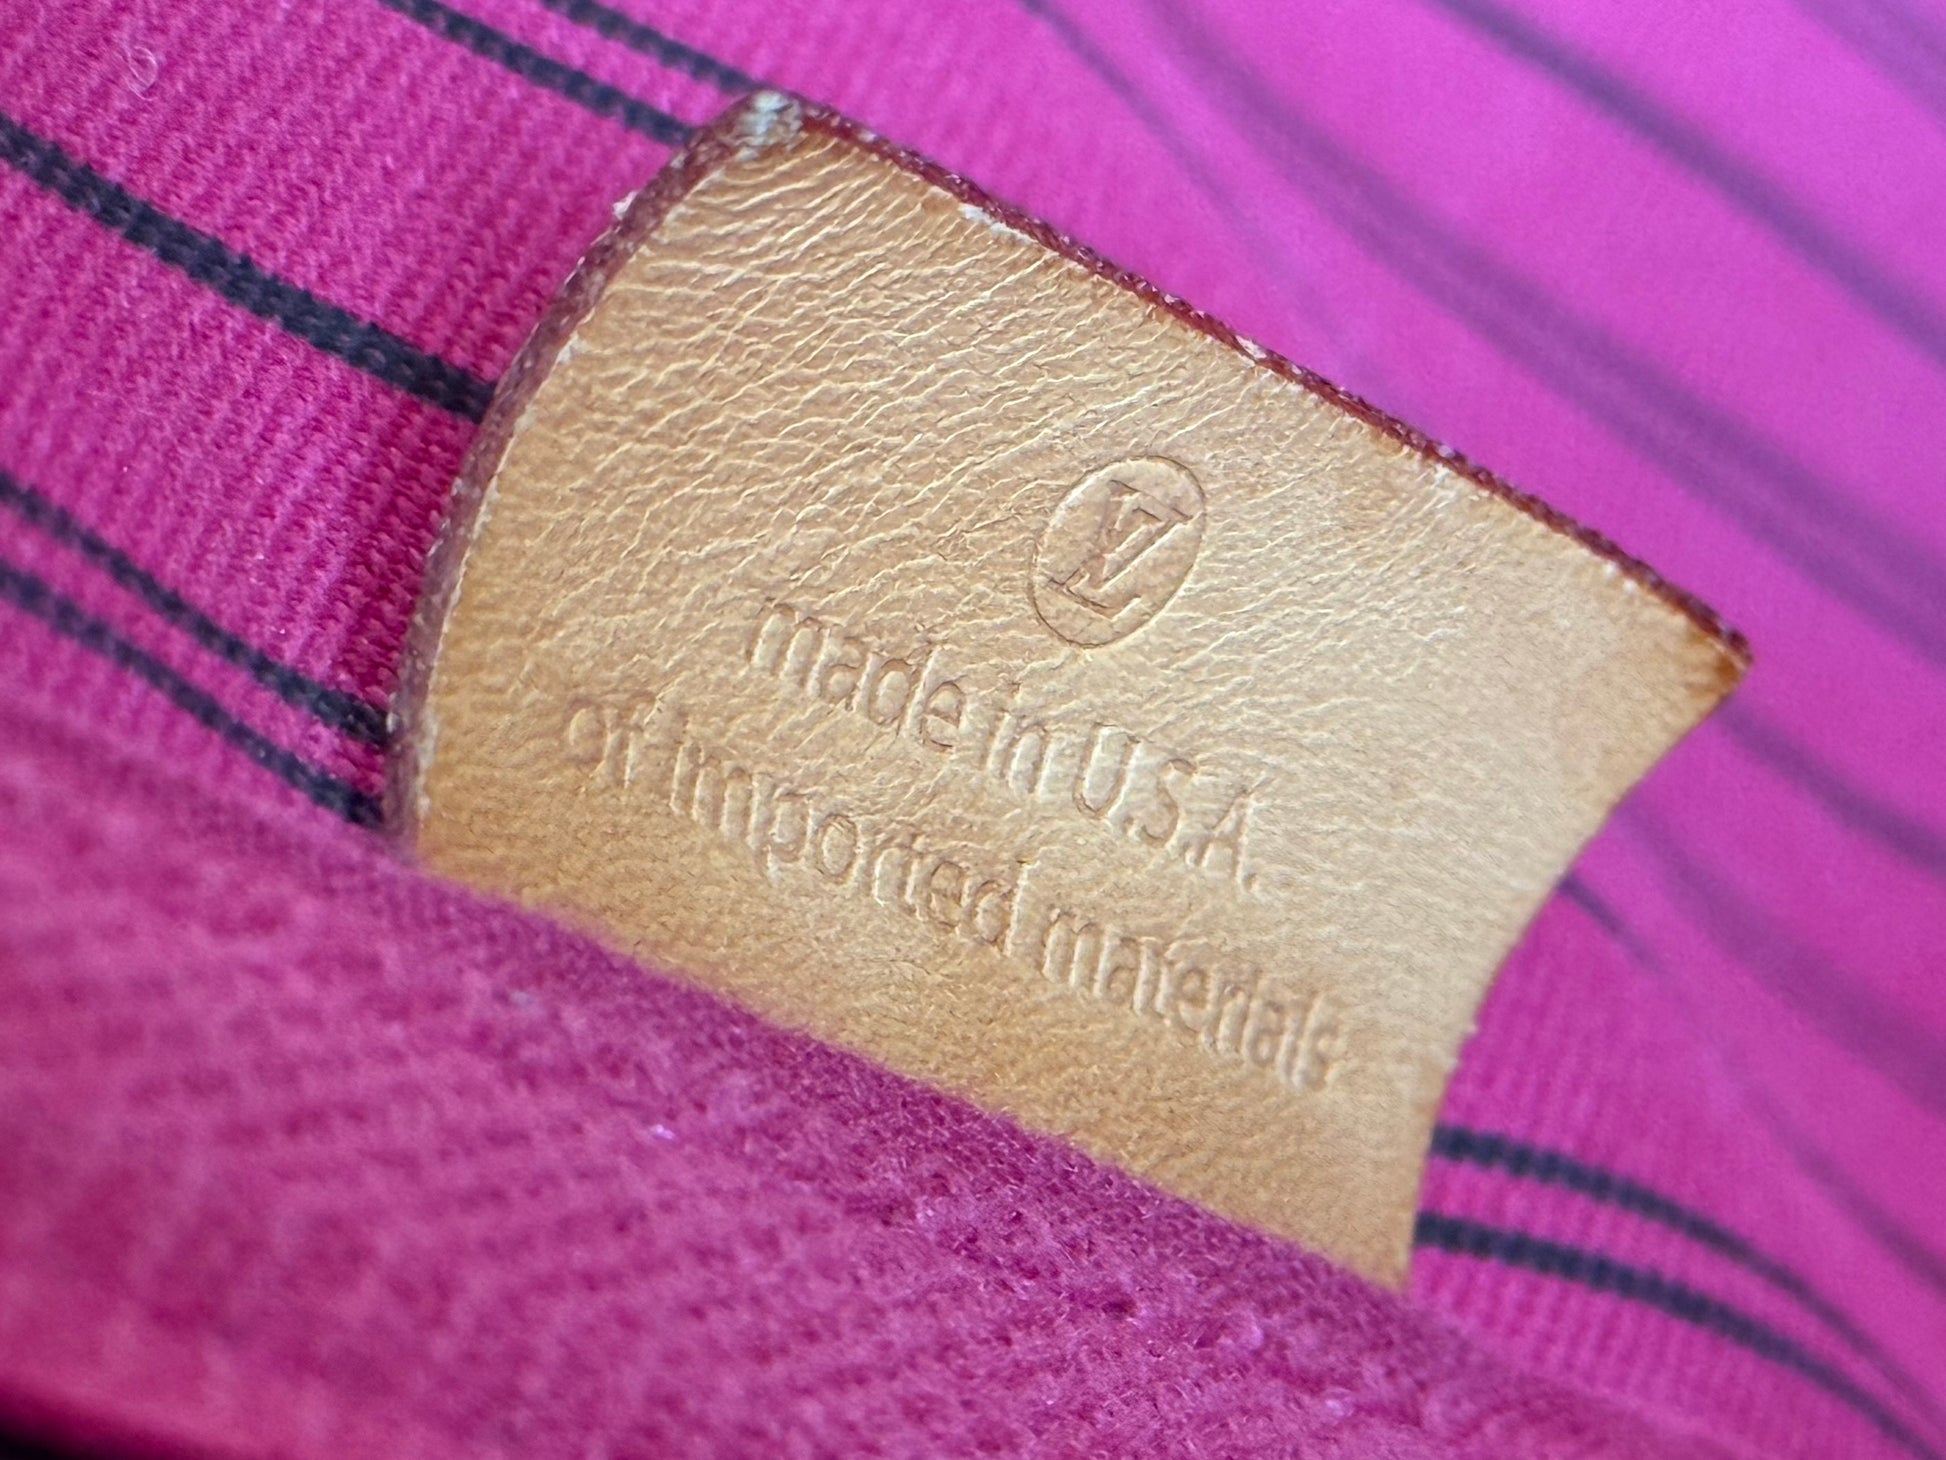 LV
made in U.S.A.
of imported materials